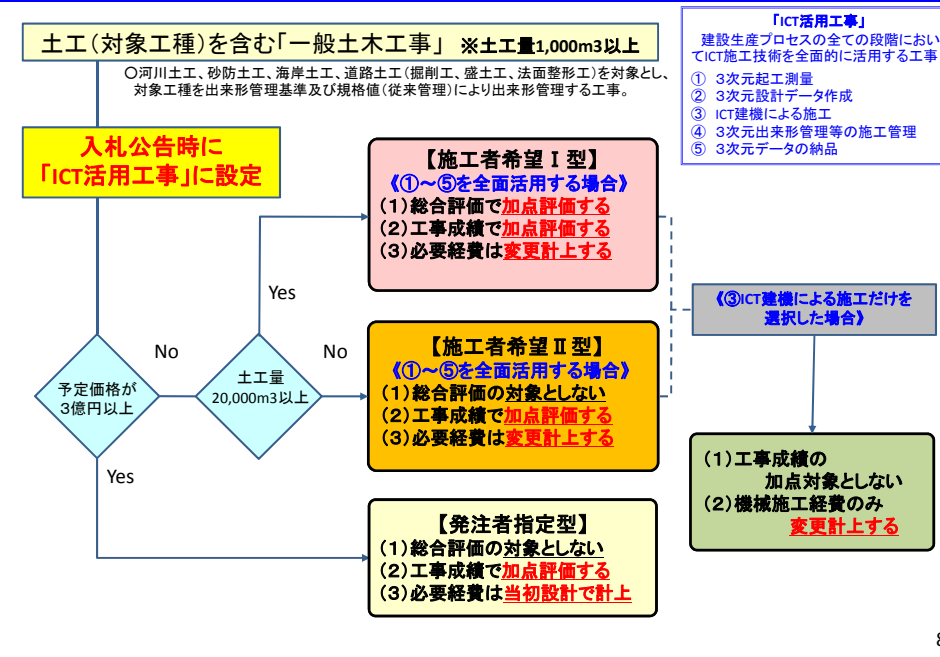 土工(対象工種)を含む「一般土木工事」 ※土工量1,000m3以上
○河川土工、砂防土工、海岸土工、道路土工(掘削工、盛土工、法面整形工)を対象とし、
対象工種を出来形管理基準及び規格値(従来管理)により出来形管理する工事。
「ICT活用工事」
建設生産プロセスの全ての段階におい
てICT施工技術を全面的に活用する工事
① 3次元起工測量
② 3次元設計データ作成
③ ICT建機による施工
④ 3次元出来形管理等の施工管理
⑤ 3次元データの納品
入札公告時に
「ICT活用工事」に設定
【施工者希望Ⅰ型】
《①~⑤を全面活用する場合》
(1)総合評価で加点評価する
(2)工事成績で加点評価する
(3)必要経費は変更計上する
Yes
《③ICT建機による施工だけを
選択した場合》
No
No
予定価格が
3億円以上
土工量
20,000m3以上
【施工者希望Ⅱ型】
《①~⑤を全面活用する場合》
(1)総合評価の対象としない
(2)工事成績で加点評価する
(3)必要経費は変更計上する
Yes
(1)工事成績の
加点対象としない
(2)機械施工経費のみ
変更計上する
【発注者指定型】
(1)総合評価の対象としない
(2)工事成績で加点評価する
(3)必要経費は当初設計で計上
8